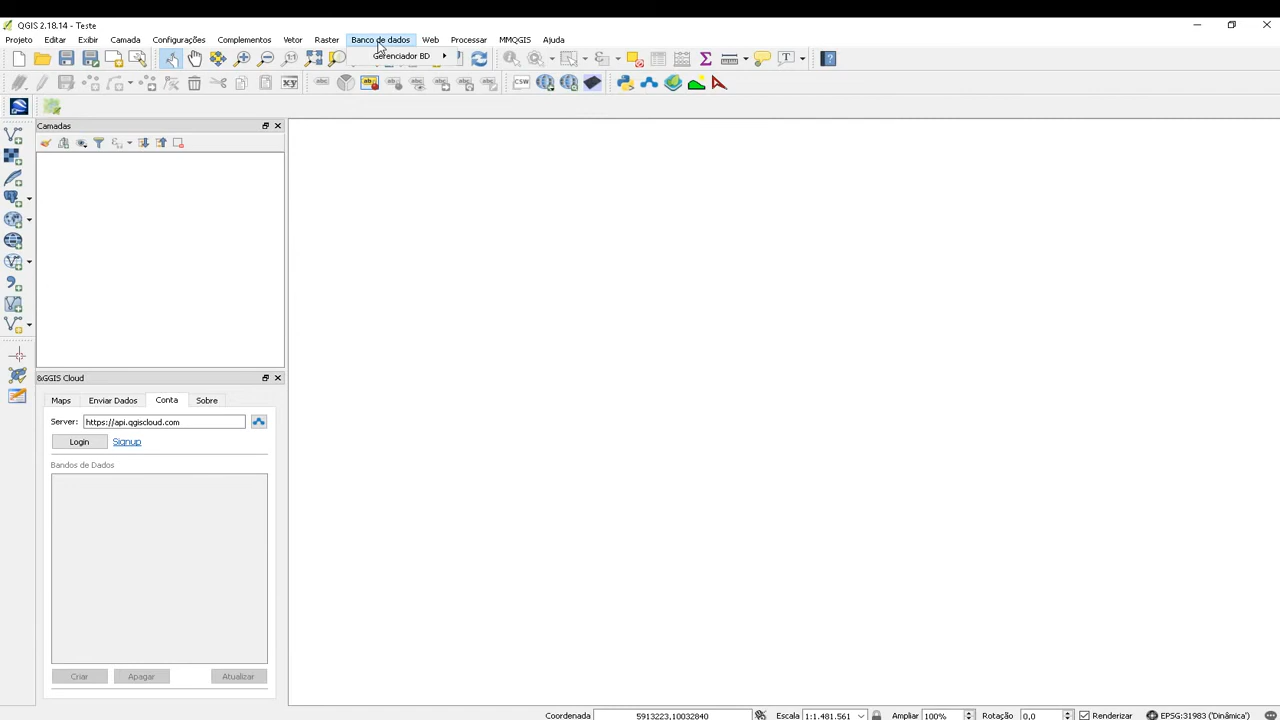 QGIS 2.18.14 - Teste
Projeto Editar Exibir Camada Configurações Complementos Vetor Raster Banco de dados Web Processar MMQGIS Ajuda
Gerenciador BD
Camadas
&GGIS Cloud
Maps Enviar Dados Conta Sobre
Server: https://api.qgiscloud.com
Login Signup
Bandos de Dados
Criar Apagar Atualizar
Coordenada 5913223,10032840 Escala 1:1.481.561 Ampliar 100% Rotação 0,0 Renderizar EPSG:31983 ('Dinâmica)